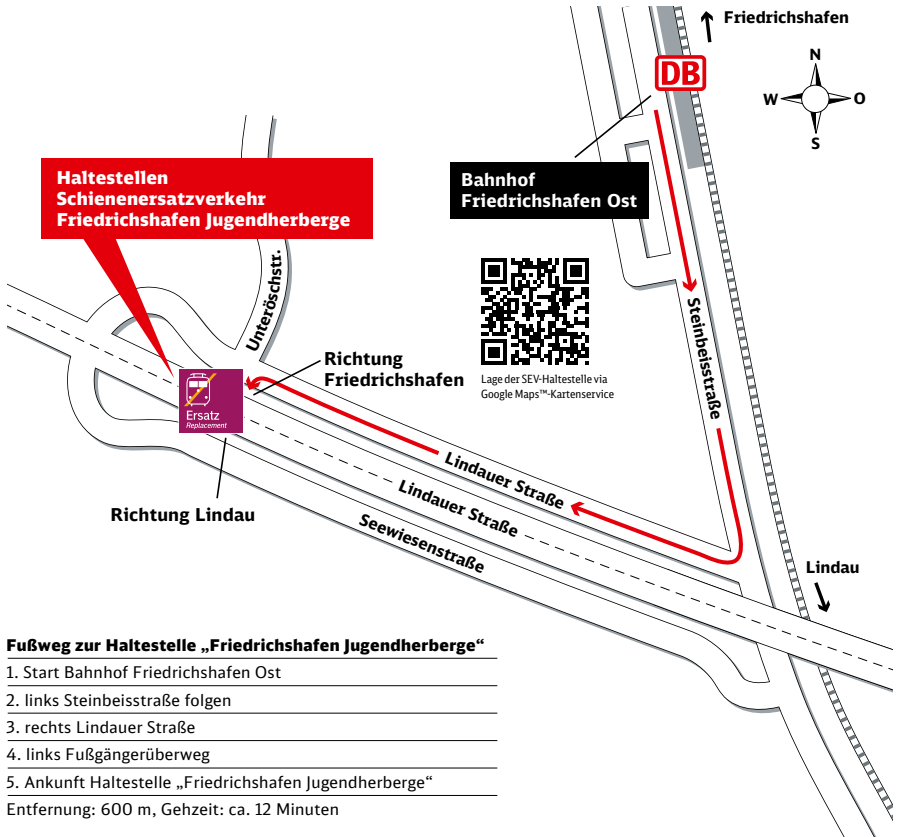 Friedrichshafen
DB
N
W
O
S
Haltestellen
Schienenersatzverkehr
Friedrichshafen Jugendherberge
Bahnhof
Friedrichshafen Ost
Unteröschstr.
Steinbeisstraße
Richtung
Friedrichshafen
Lage der SEV-Haltestelle via
Google Maps™-Kartenservice
Ersatz
Replacement
Lindauer Straße
Lindauer Straße
Seewiesenstraße
Richtung Lindau
Lindau
Fußweg zur Haltestelle „Friedrichshafen Jugendherberge“
1. Start Bahnhof Friedrichshafen Ost
2. links Steinbeisstraße folgen
3. rechts Lindauer Straße
4. links Fußgängerüberweg
5. Ankunft Haltestelle „Friedrichshafen Jugendherberge“
Entfernung: 600 m, Gehzeit: ca. 12 Minuten